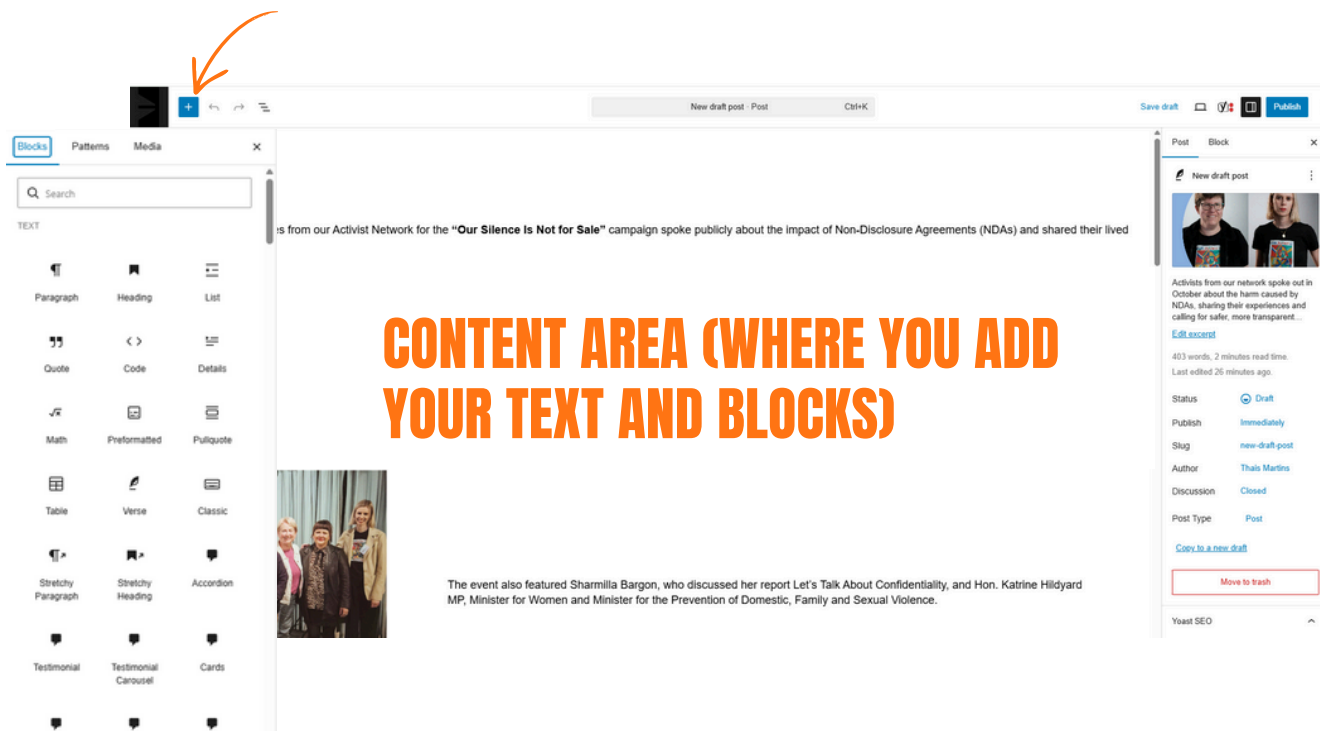 New draft post · Post Ctrl+K
Save draft Publish
Blocks Patterns Media
Search
TEXT
Paragraph Heading List
Quote Code Details
Math Preformatted Pullquote
Table Verse Classic
Stretchy Paragraph Stretchy Heading Accordion
Testimonial Testimonial Carousel Cards
s from our Activist Network for the “Our Silence Is Not for Sale” campaign spoke publicly about the impact of Non-Disclosure Agreements (NDAs) and shared their lived
CONTENT AREA (WHERE YOU ADD
YOUR TEXT AND BLOCKS)
The event also featured Sharmilla Bargon, who discussed her report Let's Talk About Confidentiality, and Hon. Katrine Hildyard
MP, Minister for Women and Minister for the Prevention of Domestic, Family and Sexual Violence.
Post Block
New draft post
Activists from our network spoke out in
October about the harm caused by
NDAs, sharing their experiences and
calling for safer, more transparent…
Edit excerpt
403 words, 2 minutes read time.
Last edited 26 minutes ago.
Status Draft
Publish Immediately
Slug new-draft-post
Author Thais Martins
Discussion Closed
Post Type Post
Copy to a new draft
Move to trash
Yoast SEO